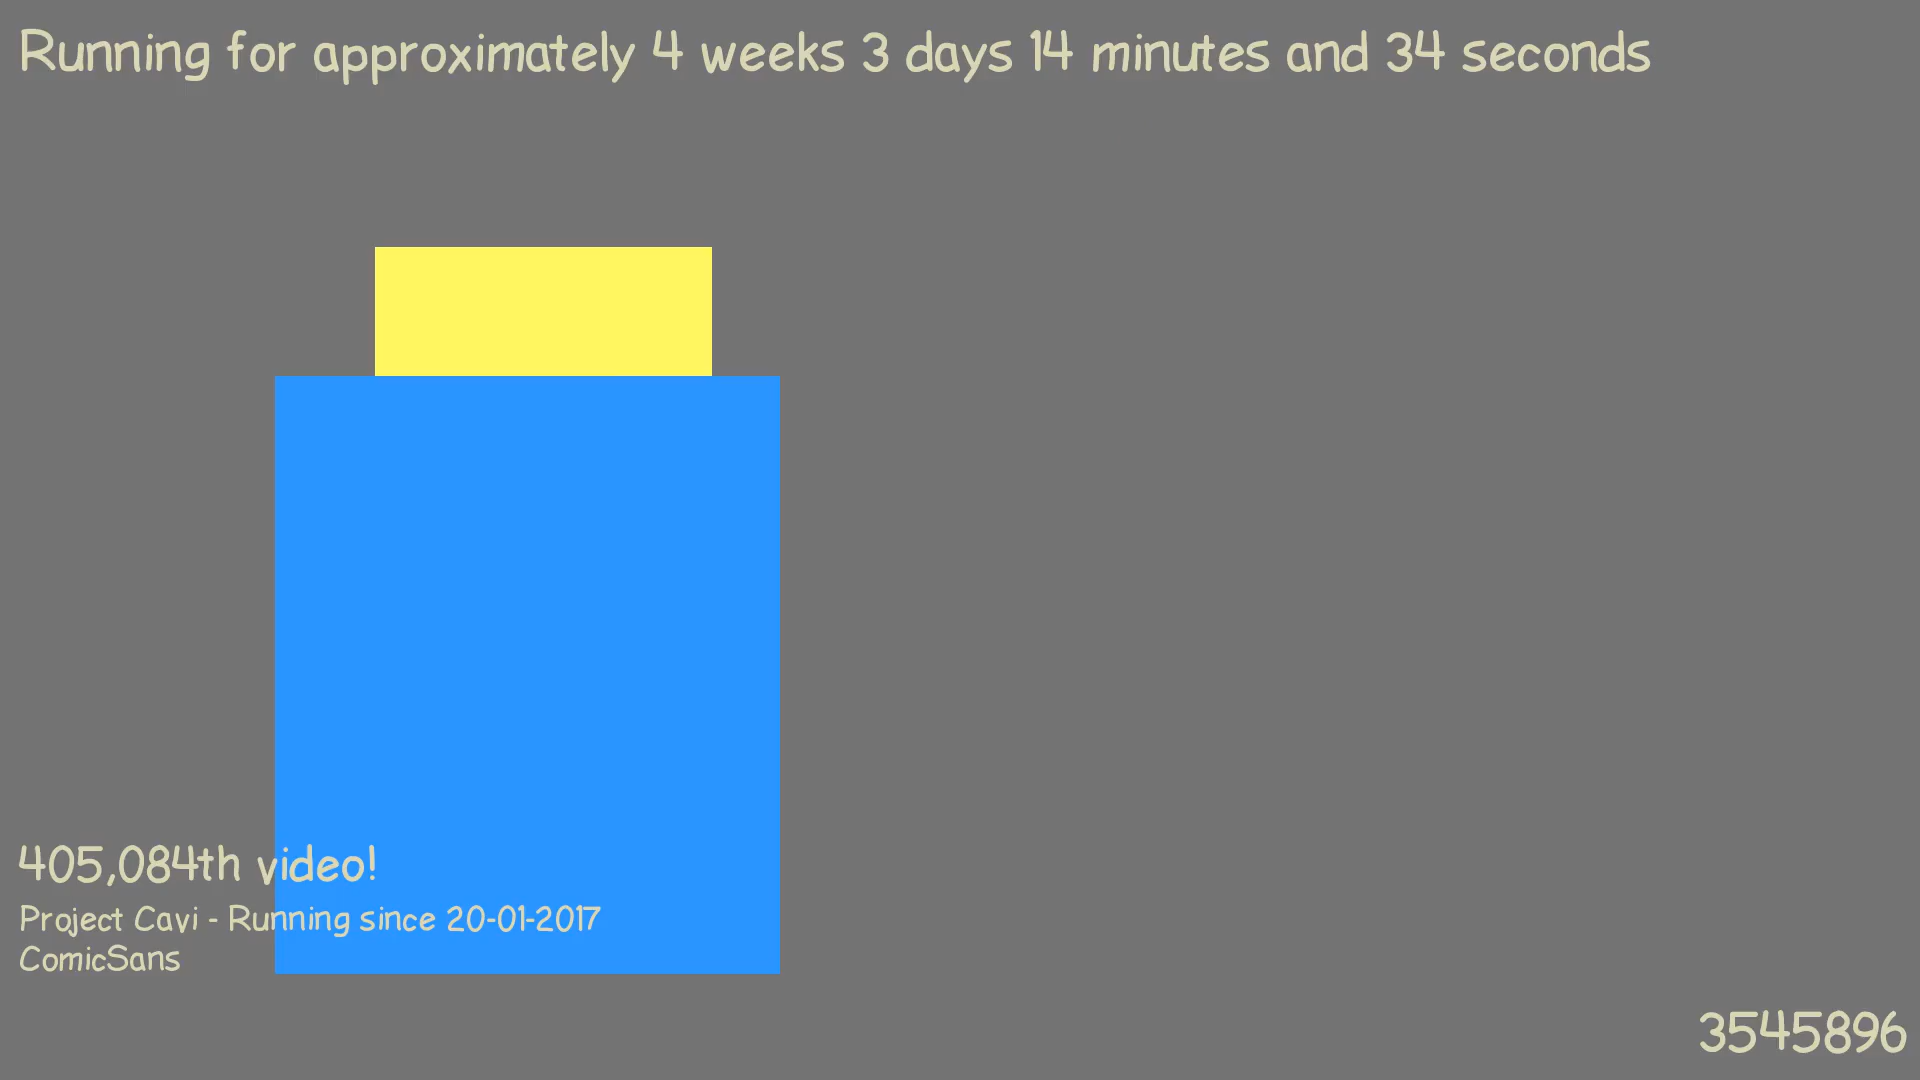 Running for approximately 4 weeks 3 days 14 minutes and 34 seconds
405,084th video!
Project Cavi - Running since 20-01-2017
ComicSans
3545896